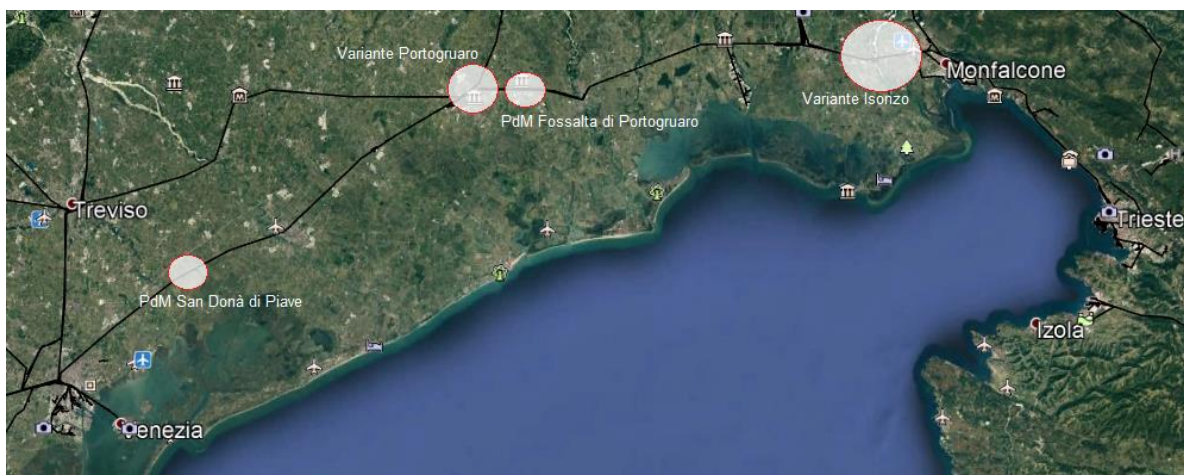 Variante Portogruaro
Monfalcone
Variante Isonzo
PdM Fossalta di Portogruaro
Treviso
Trieste
PdM San Donà di Piave
Izola
Venezia